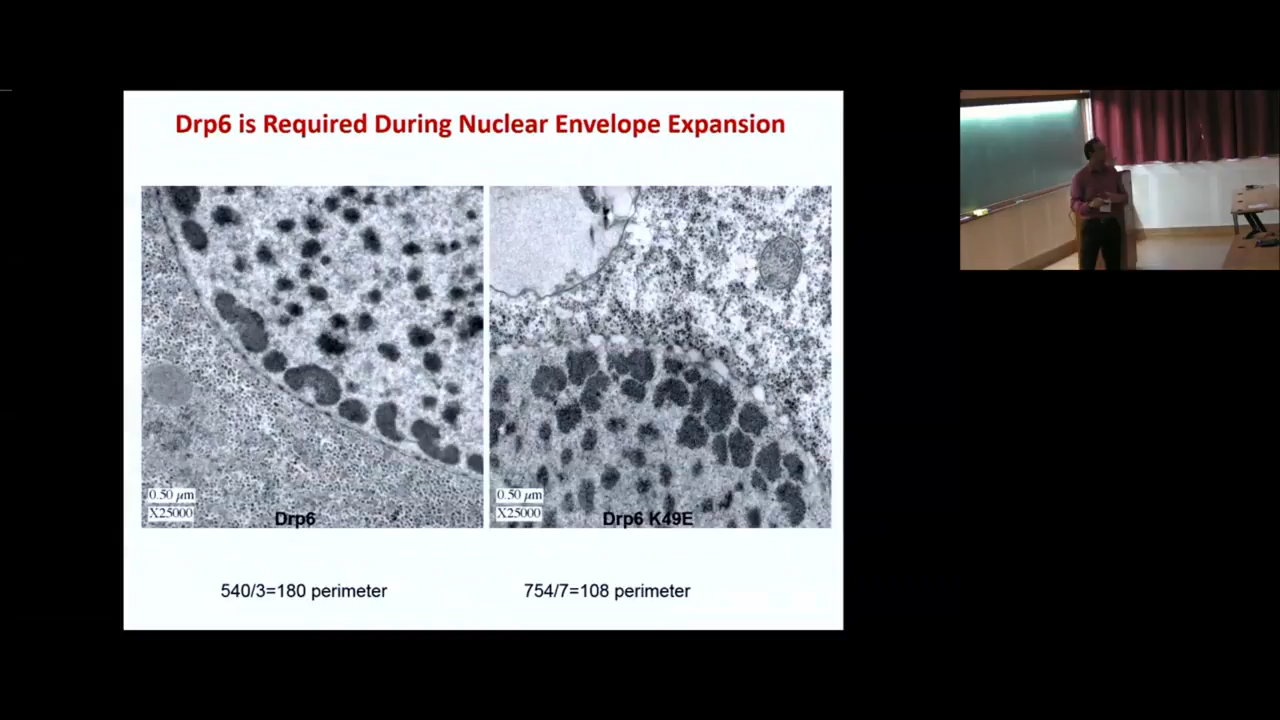 Drp6 is Required During Nuclear Envelope Expansion
0.50 μm
X25000
Drp6
0.50 μm
X25000
Drp6 K49E
540/3=180 perimeter
754/7=108 perimeter